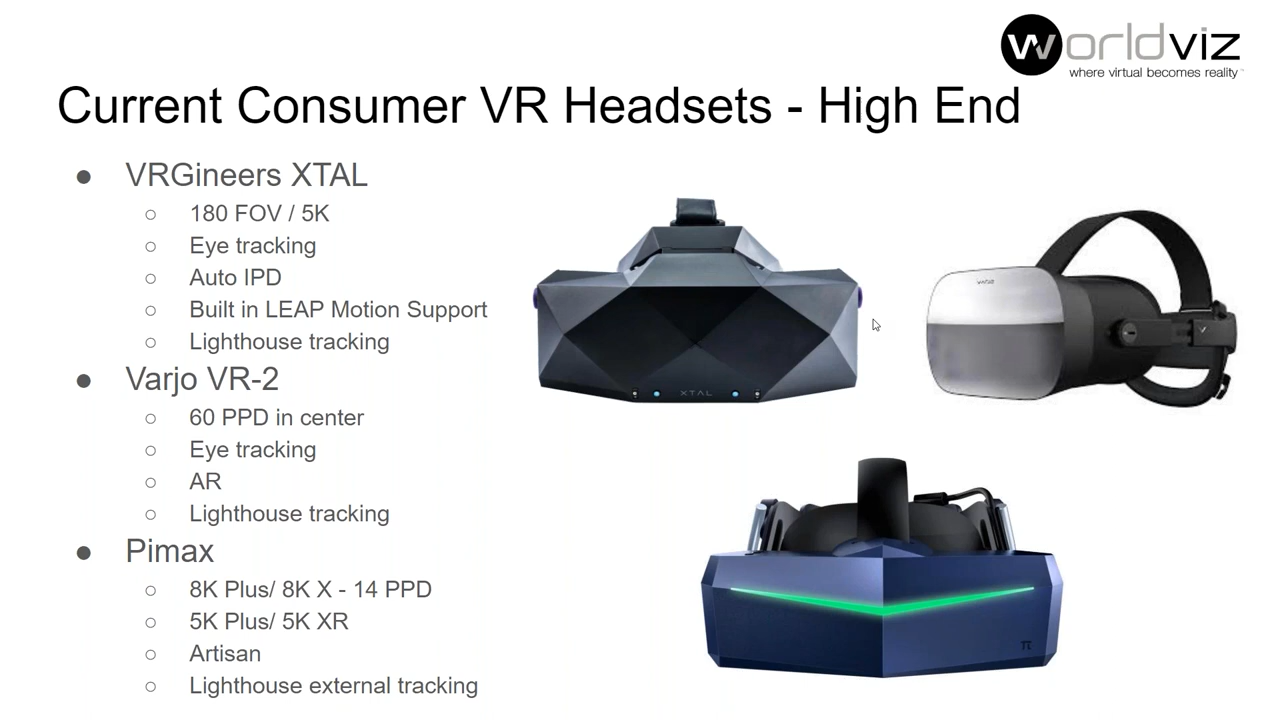 worldviz
where virtual becomes reality
Current Consumer VR Headsets - High End
● VRGineers XTAL
○ 180 FOV / 5K
○ Eye tracking
○ Auto IPD
○ Built in LEAP Motion Support
○ Lighthouse tracking
● Varjo VR-2
○ 60 PPD in center
○ Eye tracking
○ AR
○ Lighthouse tracking
● Pimax
○ 8K Plus/ 8K X - 14 PPD
○ 5K Plus/ 5K XR
○ Artisan
○ Lighthouse external tracking
XTAL
VARJO
π